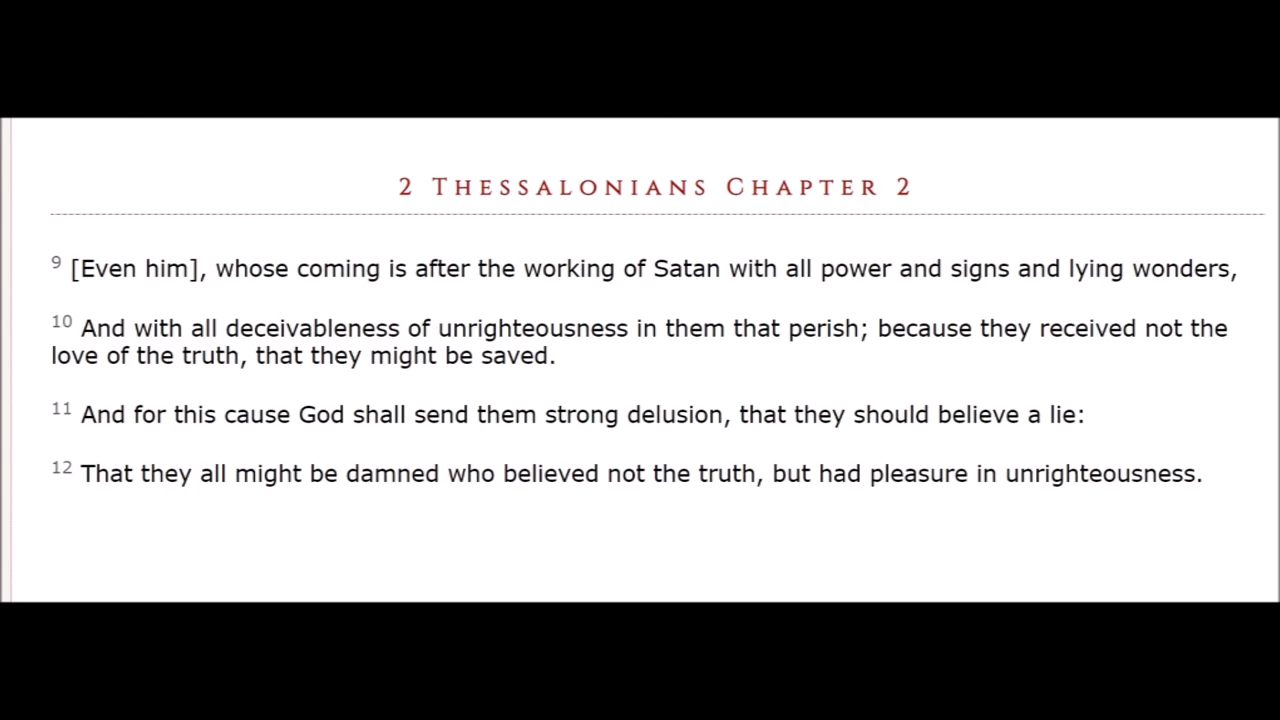 2 Thessalonians Chapter 2
9 [Even him], whose coming is after the working of Satan with all power and signs and lying wonders,
10 And with all deceivableness of unrighteousness in them that perish; because they received not the
love of the truth, that they might be saved.
11 And for this cause God shall send them strong delusion, that they should believe a lie:
12 That they all might be damned who believed not the truth, but had pleasure in unrighteousness.